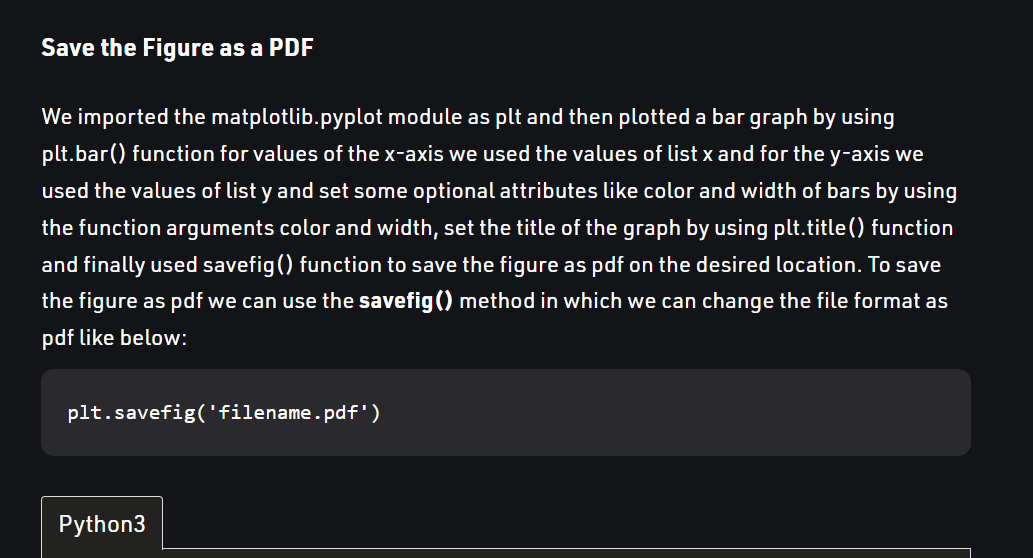 Save the Figure as a PDF
We imported the matplotlib.pyplot module as plt and then plotted a bar graph by using
plt.bar() function for values of the x-axis we used the values of list x and for the y-axis we
used the values of list y and set some optional attributes like color and width of bars by using
the function arguments color and width, set the title of the graph by using plt.title() function
and finally used savefig() function to save the figure as pdf on the desired location. To save
the figure as pdf we can use the savefig() method in which we can change the file format as
pdf like below:
plt.savefig('filename.pdf')
Python3